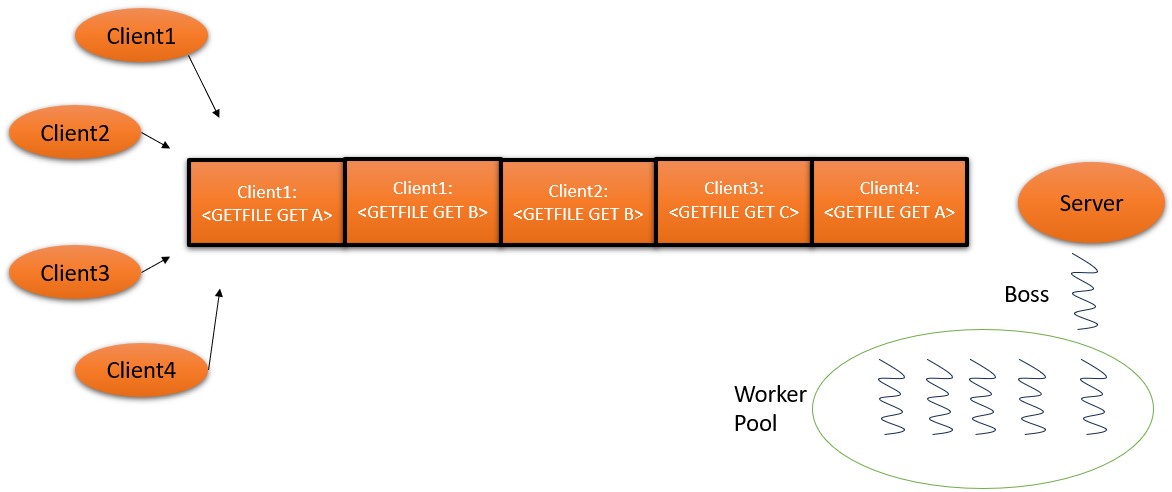 Client1
Client2
Client3
Client4
Client1:
<GETFILE GET A>
Client1:
<GETFILE GET B>
Client2:
<GETFILE GET B>
Client3:
<GETFILE GET C>
Client4:
<GETFILE GET A>
Server
Boss
Worker
Pool